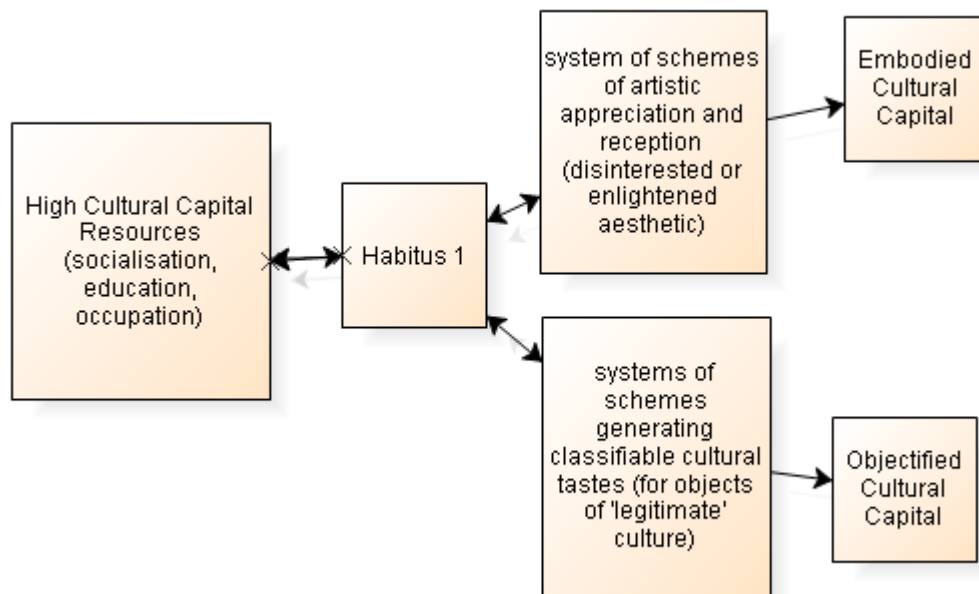 High Cultural Capital
Resources
(socialisation,
education,
occupation)
Habitus 1
system of schemes
of artistic
appreciation and
reception
(disinterested or
enlightened
aesthetic)
Embodied
Cultural
Capital
systems of
schemes
generating
classifiable cultural
tastes (for objects
of 'legitimate'
culture)
Objectified
Cultural
Capital